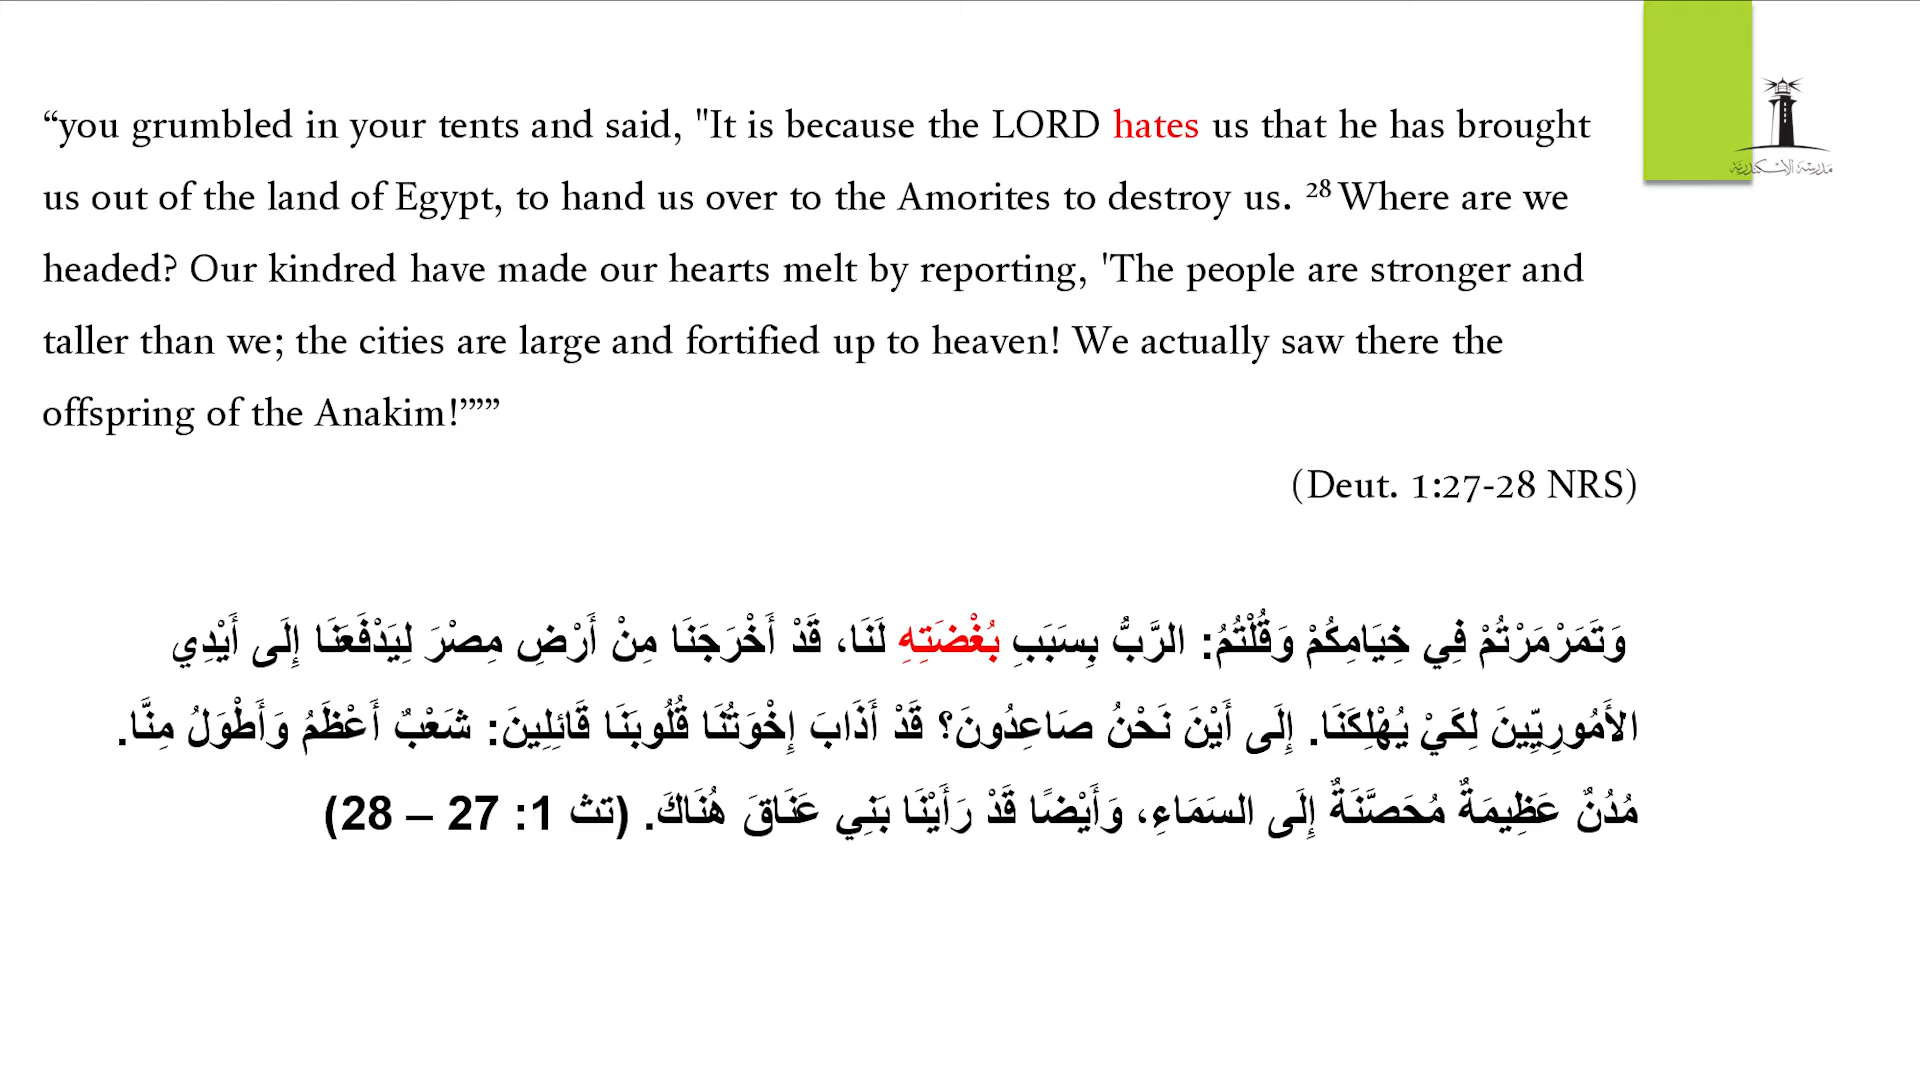 “you grumbled in your tents and said, "It is because the LORD hates us that he has brought
us out of the land of Egypt, to hand us over to the Amorites to destroy us. ²⁸ Where are we
headed? Our kindred have made our hearts melt by reporting, 'The people are stronger and
taller than we; the cities are large and fortified up to heaven! We actually saw there the
offspring of the Anakim!’””
(Deut. 1:27-28 NRS)
مدرسة الإسكندرية
وَتَمَرْمَرْتُمْ فِي خِيَامِكُمْ وَقُلْتُمُ: الرَّبُّ بِسَبَبِ بُغْضَتِهِ لَنَا، قَدْ أَخْرَجَنَا مِنْ أَرْضِ مِصْرَ لِيَدْفَعَنَا إِلَى أَيْدِي
الأَمُورِيِّينَ لِكَيْ يُهْلِكَنَا. إِلَى أَيْنَ نَحْنُ صَاعِدُونَ؟ قَدْ أَذَابَ إِخْوَتُنَا قُلُوبَنَا قَائِلِينَ: شَعْبٌ أَعْظَمُ وَأَطْوَلُ مِنَّا.
مُدُنٌ عَظِيمَةٌ مُحَصَّنَةٌ إِلَى السَمَاءِ، وَأَيْضًا قَدْ رَأَيْنَا بَنِي عَنَاقَ هُنَاكَ. (تث 1: 27 – 28)